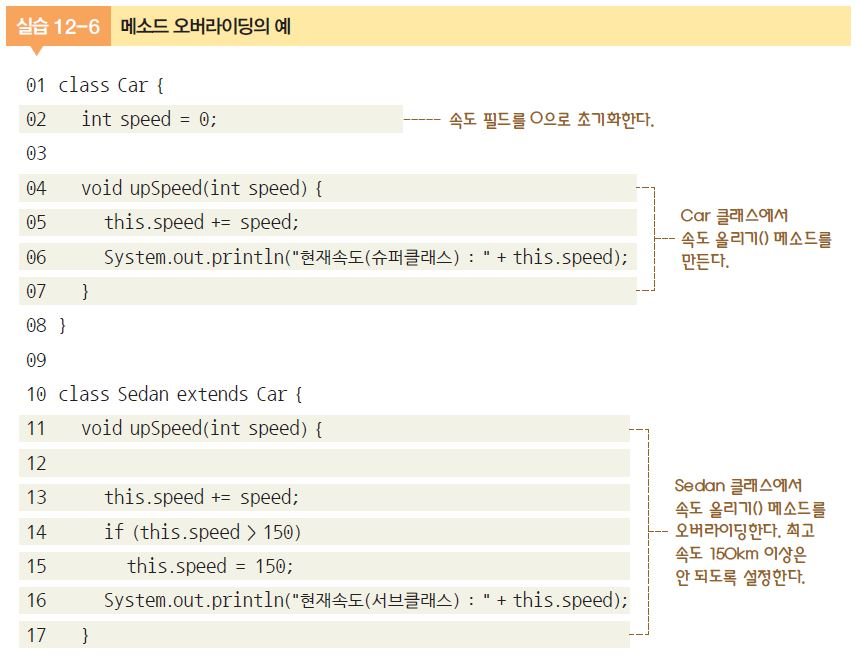 실습 12-6 메소드 오버라이딩의 예
01 class Car {
02 int speed = 0;
속도 필드를 0으로 초기화한다.
03
04 void upSpeed(int speed) {
05 this.speed += speed;
06 System.out.println("현재속도(슈퍼클래스) : " + this.speed);
07 }
Car 클래스에서
속도 올리기() 메소드를
만든다.
08 }
09
10 class Sedan extends Car {
11 void upSpeed(int speed) {
12
13 this.speed += speed;
14 if (this.speed > 150)
15 this.speed = 150;
16 System.out.println("현재속도(서브클래스) : " + this.speed);
17 }
Sedan 클래스에서
속도 올리기() 메소드를
오버라이딩한다. 최고
속도 150km 이상은
안 되도록 설정한다.